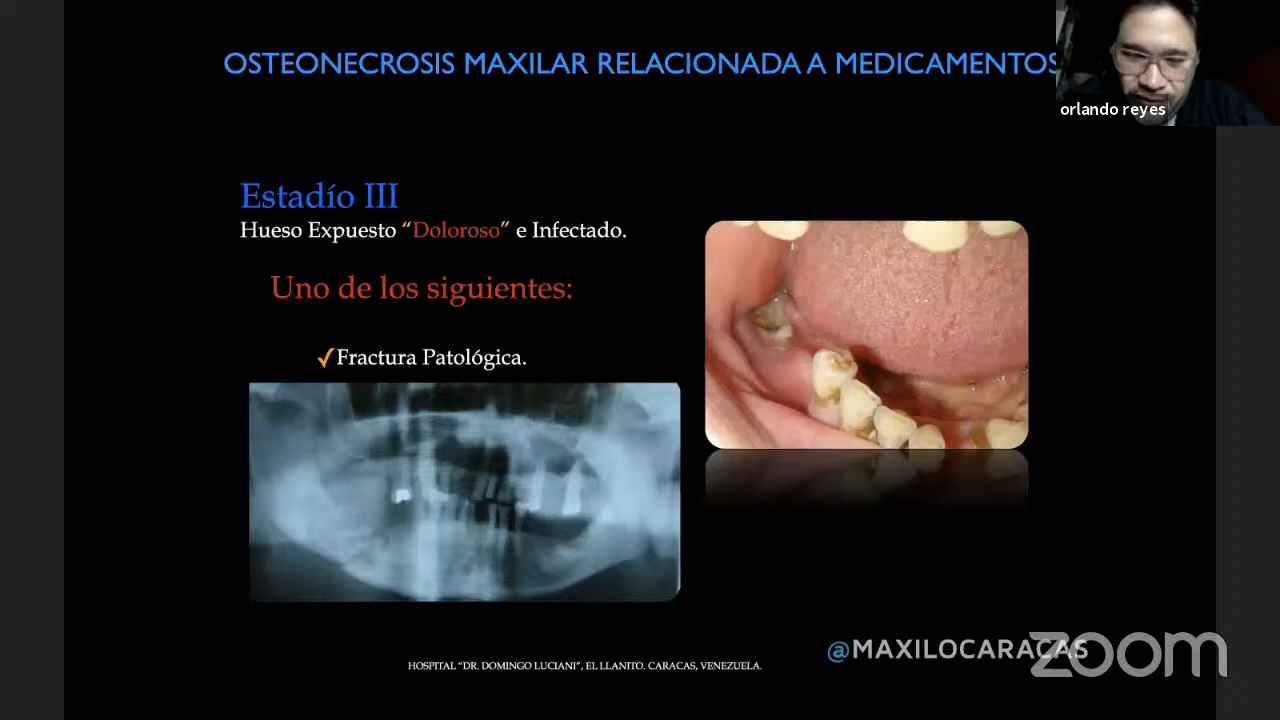 OSTEONECROSIS MAXILAR RELACIONADA A MEDICAMENTOS
orlando reyes
Estadío III
Hueso Expuesto “Doloroso” e Infectado.
Uno de los siguientes:
✓Fractura Patológica.
@MAXILOCARACAS
zoom
HOSPITAL “DR. DOMINGO LUCIANI”, EL LLANITO. CARACAS, VENEZUELA.